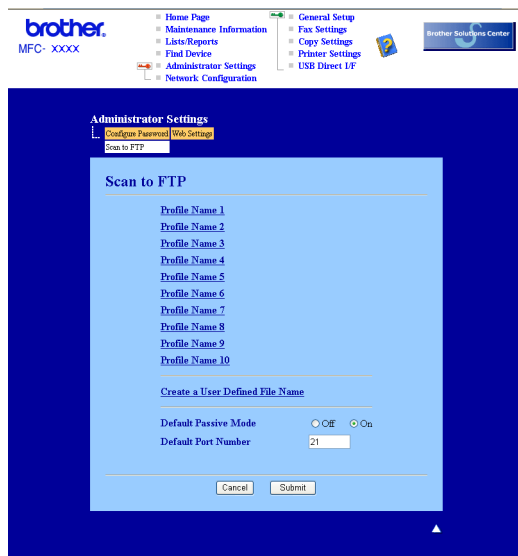 brother.
MFC- XXXX
Home Page
Maintenance Information
Lists/Reports
Find Device
Administrator Settings
Network Configuration
General Setup
Fax Settings
Copy Settings
Printer Settings
USB Direct I/F
Brother Solutions Center
Administrator Settings
Configure Password Web Settings
Scan to FTP
Scan to FTP
Profile Name 1
Profile Name 2
Profile Name 3
Profile Name 4
Profile Name 5
Profile Name 6
Profile Name 7
Profile Name 8
Profile Name 9
Profile Name 10
Create a User Defined File Name
Default Passive Mode Off On
Default Port Number 21
Cancel Submit